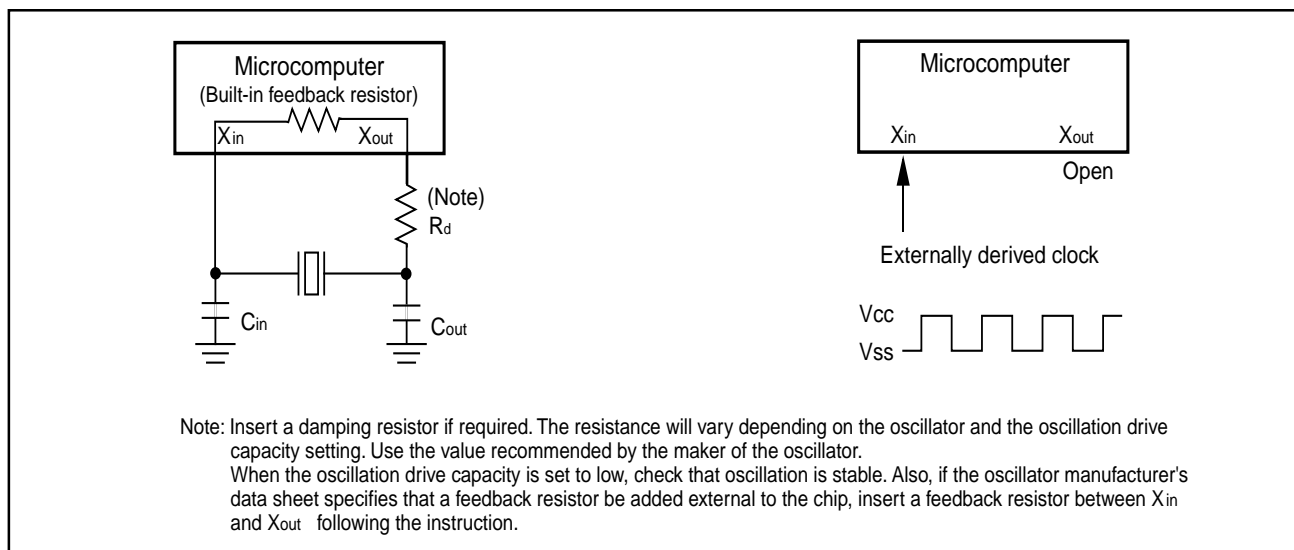 Microcomputer
(Built-in feedback resistor)
Xin
Xout
(Note)
Rd
Cin
Cout
Microcomputer
Xin
Xout
Open
Externally derived clock
Vcc
Vss
Note: Insert a damping resistor if required. The resistance will vary depending on the oscillator and the oscillation drive
capacity setting. Use the value recommended by the maker of the oscillator.
When the oscillation drive capacity is set to low, check that oscillation is stable. Also, if the oscillator manufacturer's
data sheet specifies that a feedback resistor be added external to the chip, insert a feedback resistor between Xin
and Xout following the instruction.